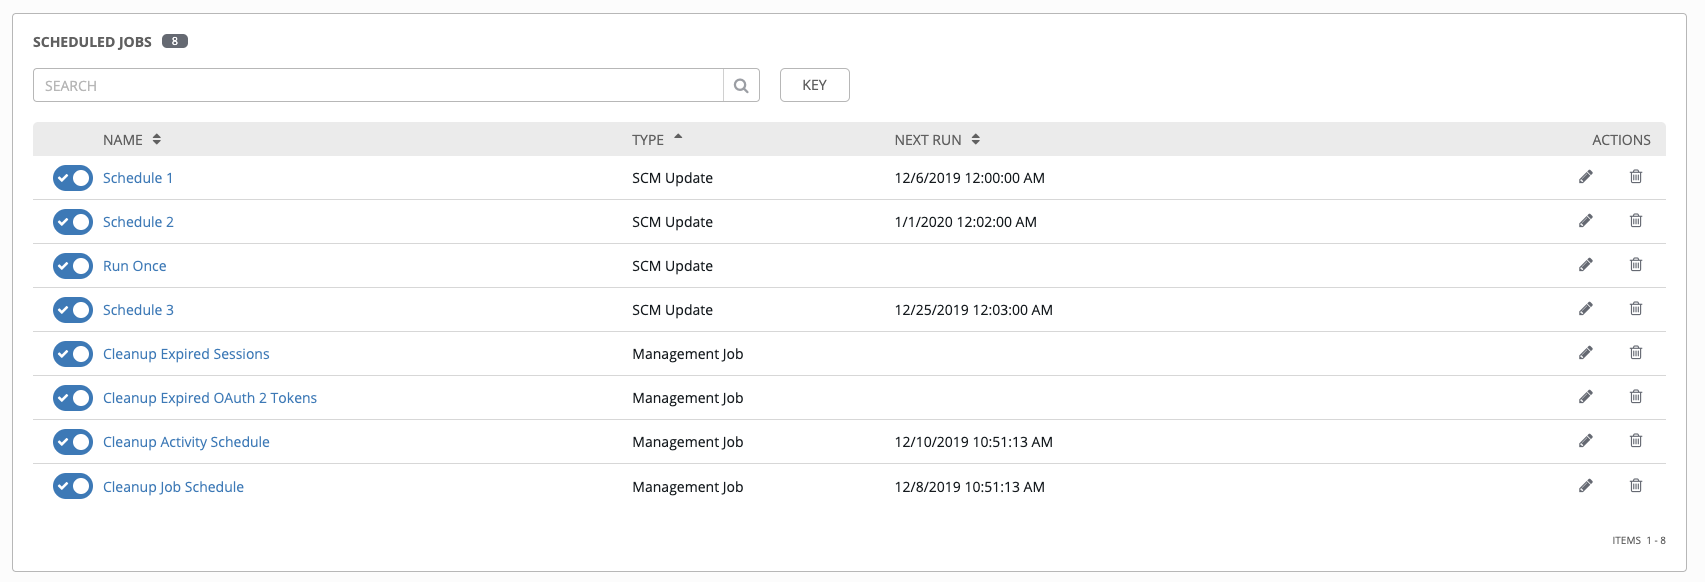 SCHEDULED JOBS 8
SEARCH KEY
NAME TYPE NEXT RUN ACTIONS
Schedule 1 SCM Update 12/6/2019 12:00:00 AM
Schedule 2 SCM Update 1/1/2020 12:02:00 AM
Run Once SCM Update
Schedule 3 SCM Update 12/25/2019 12:03:00 AM
Cleanup Expired Sessions Management Job
Cleanup Expired OAuth 2 Tokens Management Job
Cleanup Activity Schedule Management Job 12/10/2019 10:51:13 AM
Cleanup Job Schedule Management Job 12/8/2019 10:51:13 AM
ITEMS 1 - 8